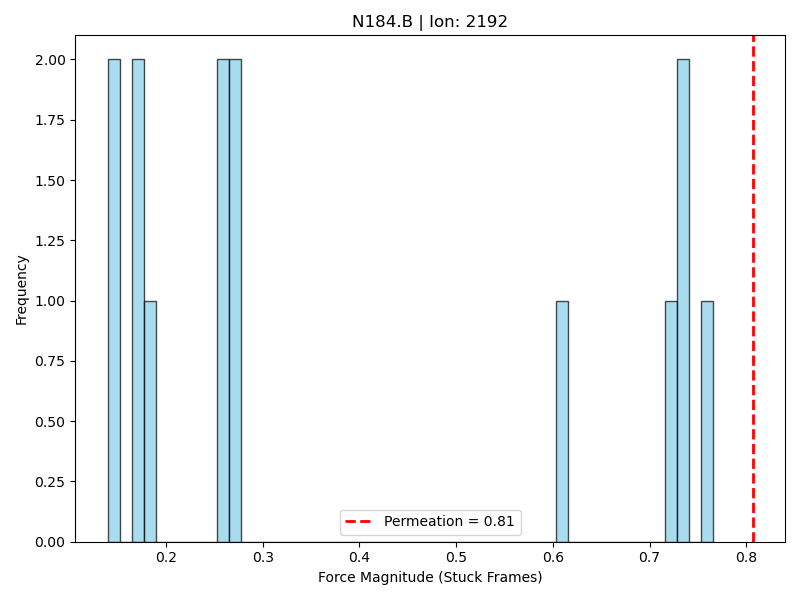 N184.B | Ion: 2192
Frequency
2.00
1.75
1.50
1.25
1.00
0.75
0.50
0.25
0.00
Permeation = 0.81
0.2 0.3 0.4 0.5 0.6 0.7 0.8
Force Magnitude (Stuck Frames)